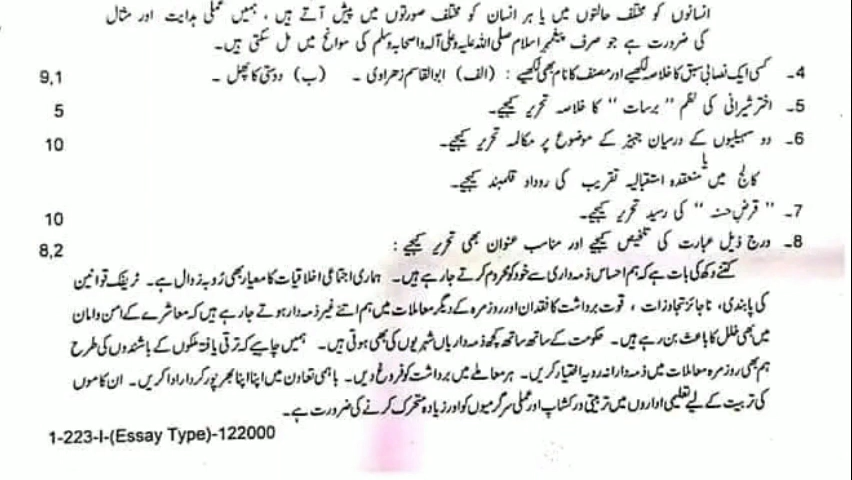 انسانوں کو مختلف حالتوں میں یا ہر انسان کو مختلف صورتوں میں پیش آتے ہیں ، ہمیں عملی ہدایت اور مثال
کی ضرورت ہے جو صرف پیغمبرِ اسلام صلی اللہ علیہ وعلی آلہ واصحابہ وسلم کی سوانح میں مل سکتی ہیں۔
4۔ کسی ایک نصابی سبق کا خلاصہ لکھیے اور مصنف کا نام بھی لکھیے : (الف) ابوالقاسم زھراوی ۔ (ب) دوستی کا پھل ۔ 9,1
5۔ اختر شیرانی کی نظم " برسات " کا خلاصہ تحریر کیجیے۔ 5
6۔ دو سہیلیوں کے درمیان جہیز کے موضوع پر مکالمہ تحریر کیجیے۔ 10
یا
کالج میں منعقدہ استقبالیہ تقریب کی روداد قلمبند کیجیے۔
7۔ " قرضِ حسنہ " کی رسید تحریر کیجیے۔ 10
8۔ درج ذیل عبارت کی تلخیص کیجیے اور مناسب عنوان بھی تحریر کیجیے : 8,2
کتنے دکھ کی بات ہے کہ ہم احساسِ ذمہ داری سے خود کو محروم کرتے جا رہے ہیں۔ ہماری اجتماعی اخلاقیات کا معیار بھی رُو بہ زوال ہے۔ ٹریفک قوانین
کی پابندی، ناجائز تجاوزات ، قوت برداشت کا فقدان اور روزمرہ کے دیگر معاملات میں ہم اتنے غیر ذمہ دار ہوتے جا رہے ہیں کہ معاشرے کے امن و امان
میں بھی خلل کا باعث بن رہے ہیں۔ حکومت کے ساتھ ساتھ کچھ ذمہ داریاں شہریوں کی بھی ہوتی ہیں۔ ہمیں چاہیے کہ ترقی یافتہ ملکوں کے باشندوں کی طرح
ہم بھی روزمرہ معاملات میں ذمہ دارانہ رویہ اختیار کریں۔ ہر معاملے میں برداشت کو فروغ دیں۔ باہمی تعاون میں اپنا اپنا بھرپور کردار ادا کریں۔ ان کاموں
کی تربیت کے لیے تعلیمی اداروں میں تربیتی ورکشاپ اور عملی سرگرمیوں کو اور زیادہ متحرک کرنے کی ضرورت ہے۔
1-223-I-(Essay Type)-122000